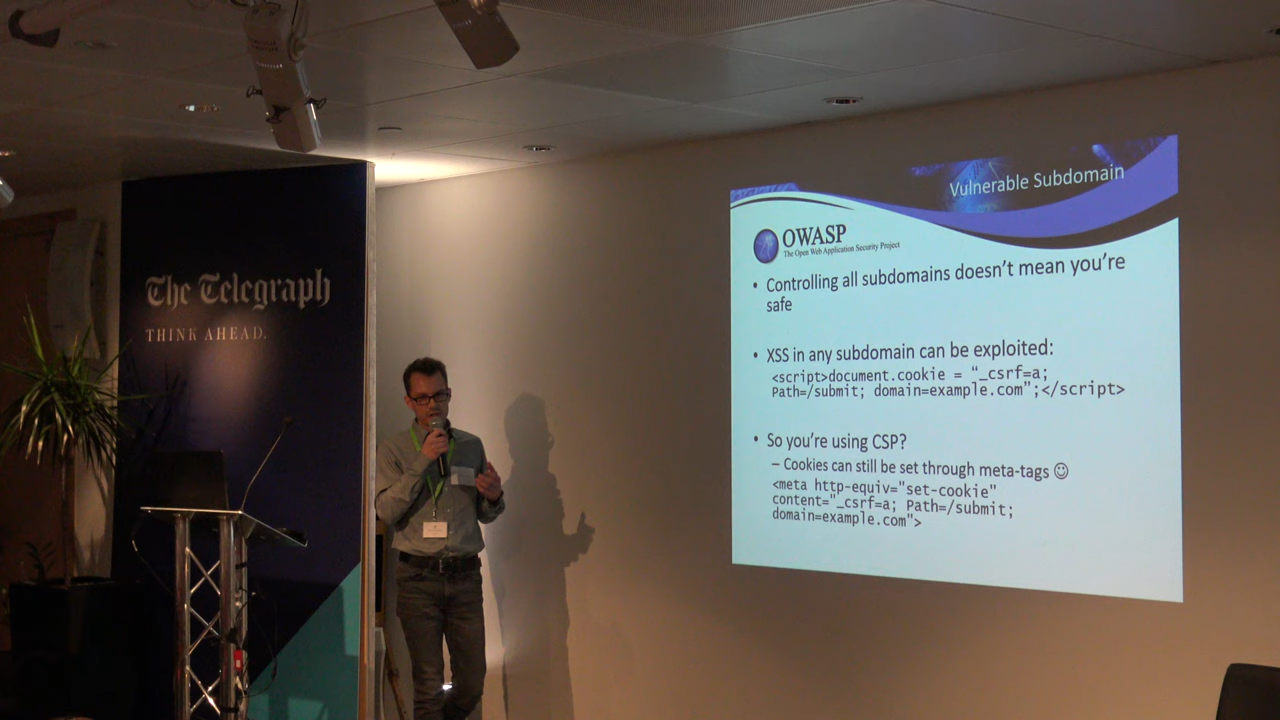 The Telegraph
THINK AHEAD.
Vulnerable Subdomain
OWASP
The Open Web Application Security Project
• Controlling all subdomains doesn't mean you're
safe
• XSS in any subdomain can be exploited:
<script>document.cookie = “_csrf=a;
Path=/submit; domain=example.com”;</script>
• So you're using CSP?
– Cookies can still be set through meta-tags ☺
<meta http-equiv="set-cookie"
content="_csrf=a; Path=/submit;
domain=example.com">